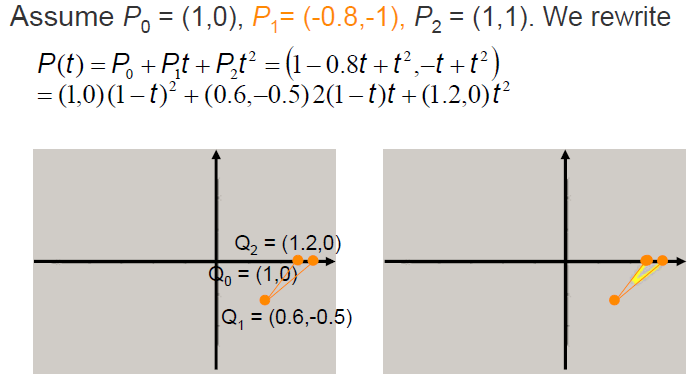 Assume P₀ = (1,0), P₁= (-0.8,-1), P₂ = (1,1). We rewrite
P(t) = P₀ + P₁t + P₂t² = (1−0.8t + t²,−t + t²)
= (1,0)(1−t)² + (0.6,−0.5)2(1−t)t + (1.2,0)t²
Q₂ = (1.2,0)
Q₀ = (1,0)
Q₁ = (0.6,-0.5)